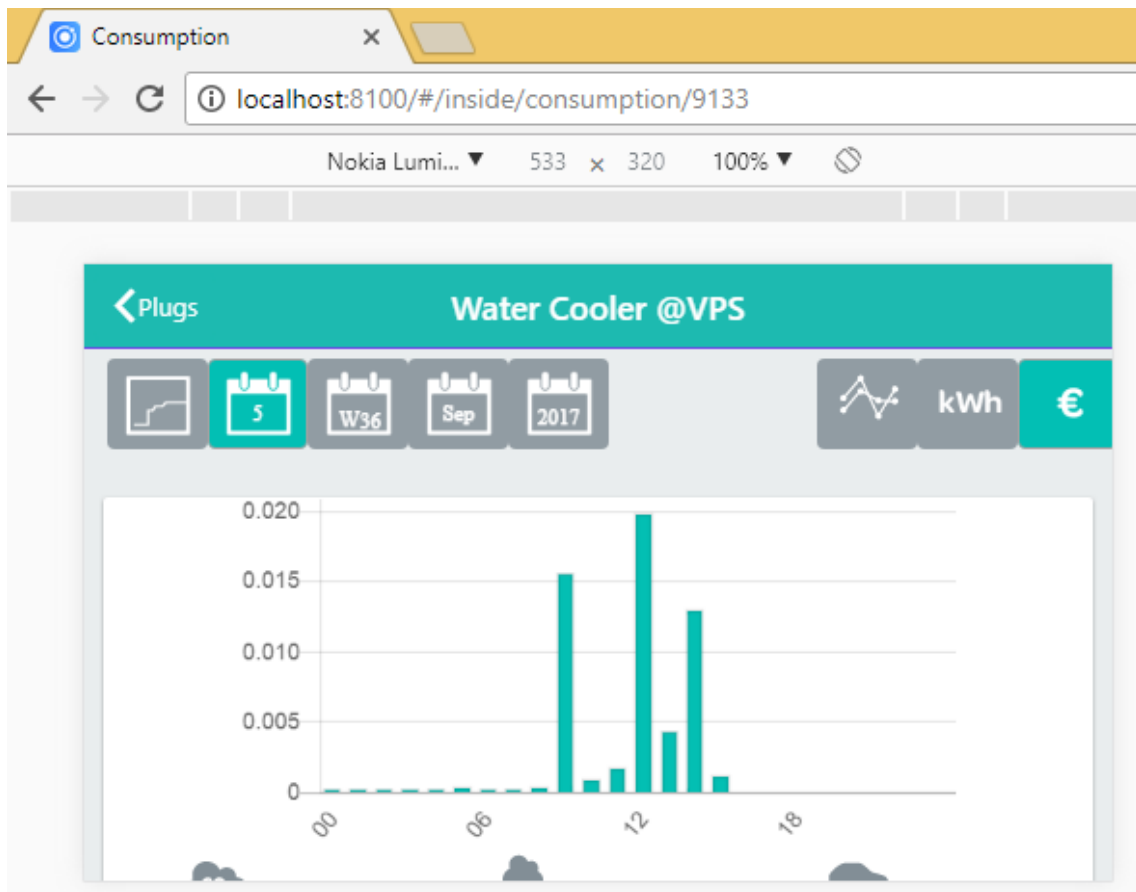 Consumption
localhost:8100/#/inside/consumption/9133
Nokia Lumi... ▼ 533 x 320 100% ▼
Plugs Water Cooler @VPS
5 W36 Sep 2017 kWh €
0.020
0.015
0.010
0.005
0
00 06 12 18